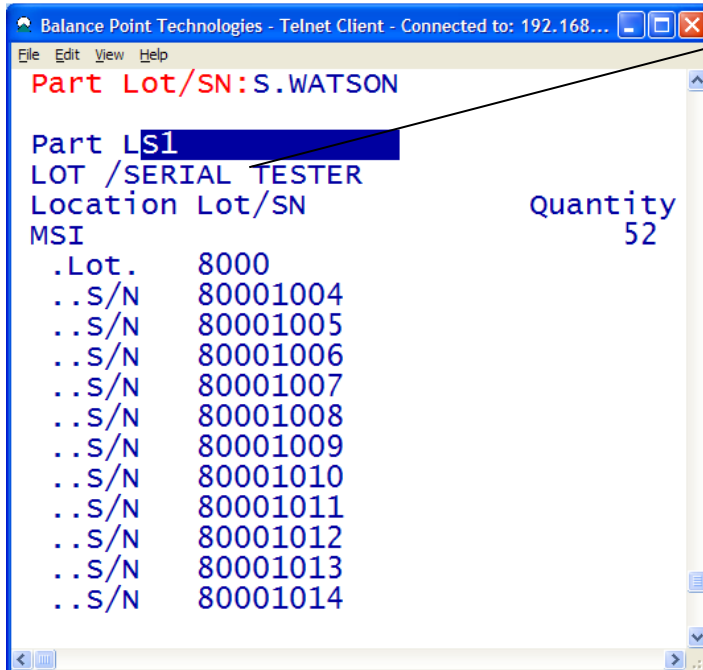 Balance Point Technologies - Telnet Client - Connected to: 192.168...
File Edit View Help
Part Lot/SN:S.WATSON
Part LS1
LOT /SERIAL TESTER
Location Lot/SN Quantity
MSI 52
.Lot. 8000
..S/N 80001004
..S/N 80001005
..S/N 80001006
..S/N 80001007
..S/N 80001008
..S/N 80001009
..S/N 80001010
..S/N 80001011
..S/N 80001012
..S/N 80001013
..S/N 80001014